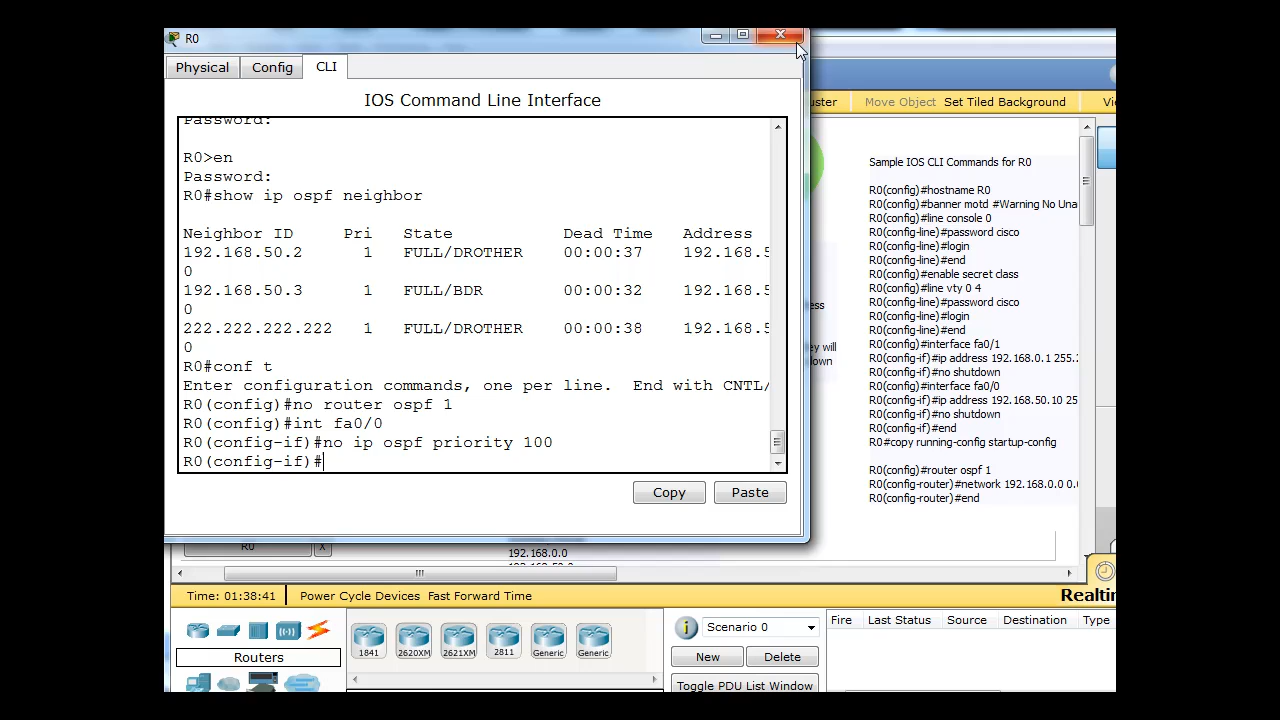 R0
Physical Config CLI
IOS Command Line Interface
Password:
R0>en
Password:
R0#show ip ospf neighbor
Neighbor ID Pri State Dead Time Address
192.168.50.2 1 FULL/DROTHER 00:00:37 192.168.5
0
192.168.50.3 1 FULL/BDR 00:00:32 192.168.5
0
222.222.222.222 1 FULL/DROTHER 00:00:38 192.168.5
0
R0#conf t
Enter configuration commands, one per line. End with CNTL/
R0(config)#no router ospf 1
R0(config)#int fa0/0
R0(config-if)#no ip ospf priority 100
R0(config-if)#
Copy Paste
uster Move Object Set Tiled Background Vi
Sample IOS CLI Commands for R0
R0(config)#hostname R0
R0(config)#banner motd #Warning No Una
R0(config)#line console 0
R0(config-line)#password cisco
R0(config-line)#login
R0(config-line)#end
R0(config)#enable secret class
R0(config)#line vty 0 4
R0(config-line)#password cisco
R0(config-line)#login
R0(config-line)#end
R0(config)#interface fa0/1
R0(config-if)#ip address 192.168.0.1 255.2
R0(config-if)#no shutdown
R0(config)#interface fa0/0
R0(config-if)#ip address 192.168.50.10 25
R0(config-if)#no shutdown
R0(config-if)#end
R0#copy running-config startup-config
R0(config)#router ospf 1
R0(config-router)#network 192.168.0.0 0.0
R0(config-router)#end
ess
ey will
down
R0 X
192.168.0.0
Time: 01:38:41 Power Cycle Devices Fast Forward Time
Realtin
1841 2620XM 2621XM 2811 Generic Generic
Routers
Scenario 0
New Delete
Toggle PDU List Window
Fire Last Status Source Destination Type